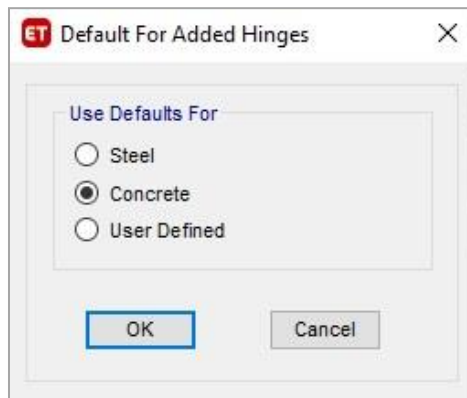 ET Default For Added Hinges
Use Defaults For
Steel
Concrete
User Defined
OK Cancel